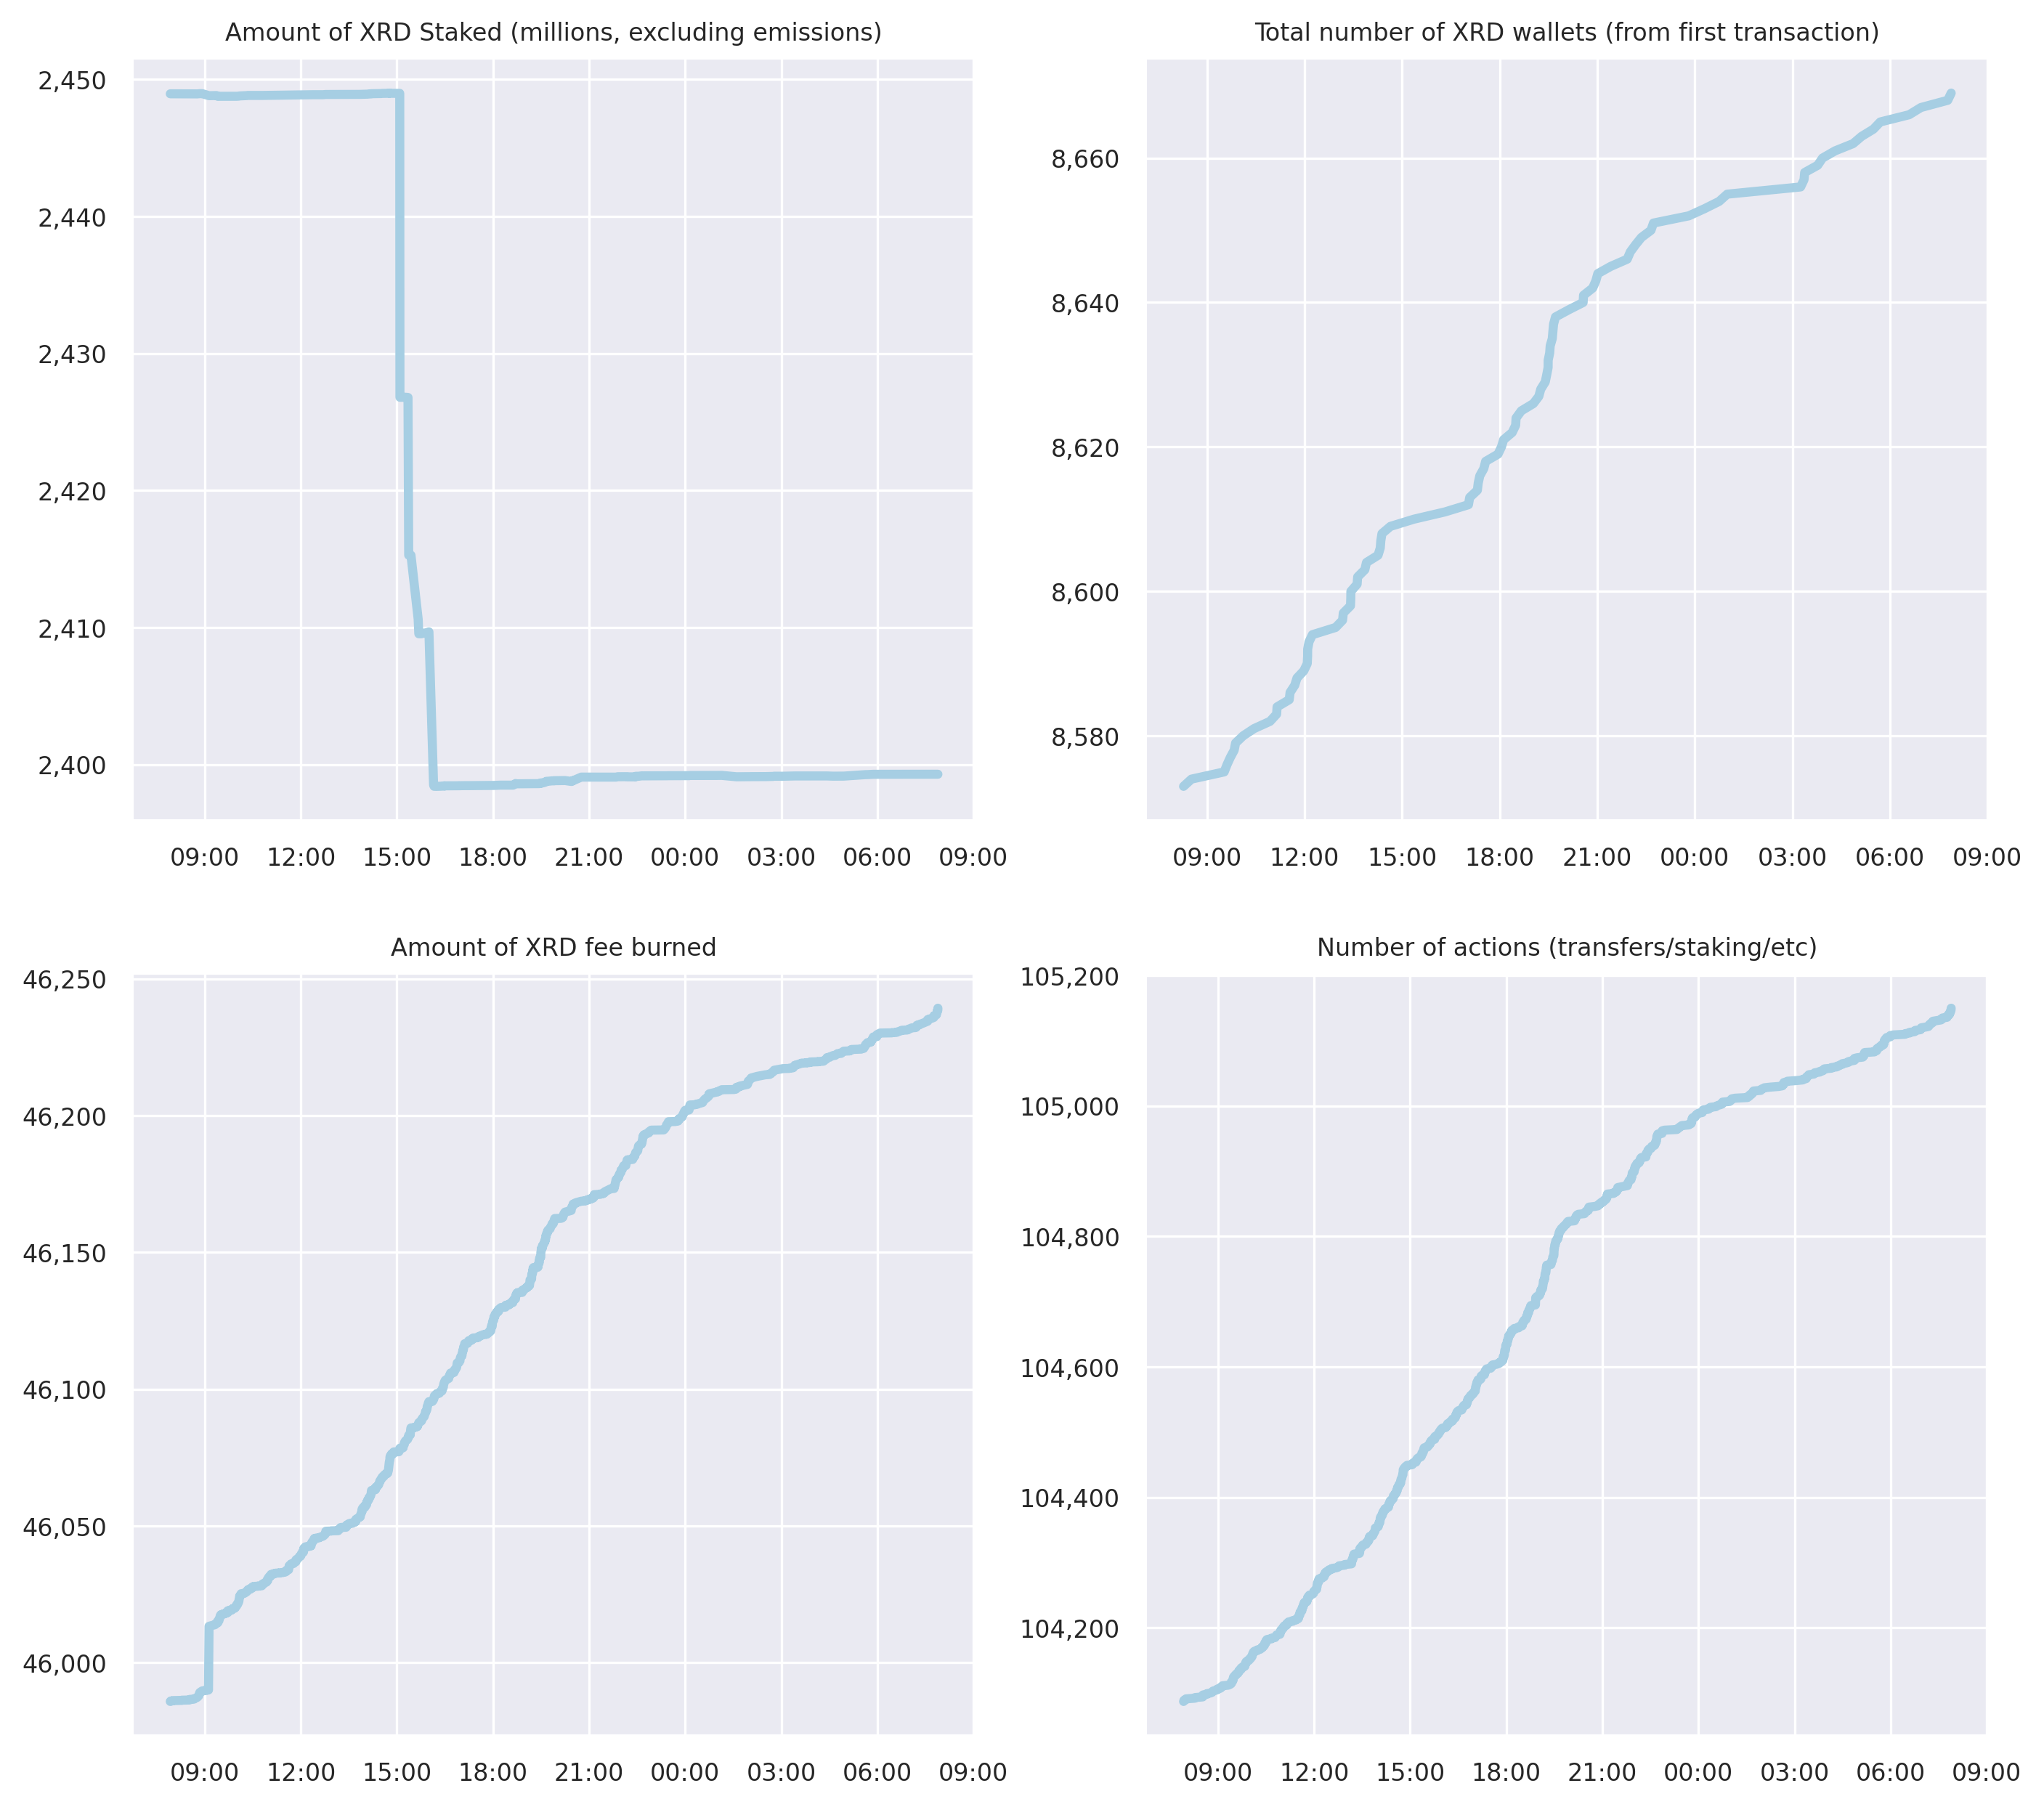 Amount of XRD Staked (millions, excluding emissions)
2,450
2,440
2,430
2,420
2,410
2,400
09:00 12:00 15:00 18:00 21:00 00:00 03:00 06:00 09:00
Total number of XRD wallets (from first transaction)
8,660
8,640
8,620
8,600
8,580
09:00 12:00 15:00 18:00 21:00 00:00 03:00 06:00 09:00
Amount of XRD fee burned
46,250
46,200
46,150
46,100
46,050
46,000
09:00 12:00 15:00 18:00 21:00 00:00 03:00 06:00 09:00
Number of actions (transfers/staking/etc)
105,200
105,000
104,800
104,600
104,400
104,200
09:00 12:00 15:00 18:00 21:00 00:00 03:00 06:00 09:00